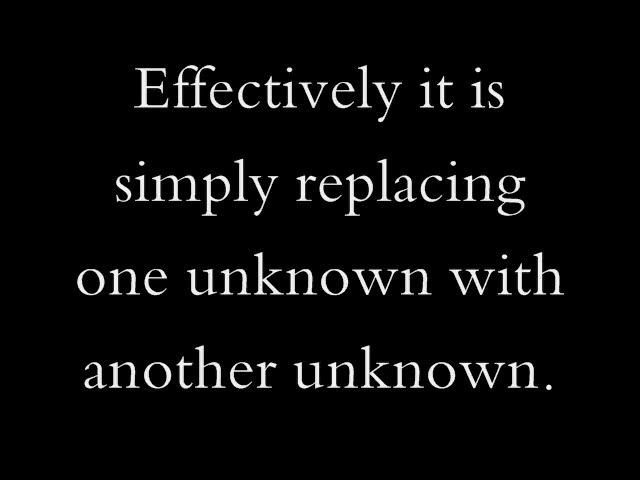 Effectively it is
simply replacing
one unknown with
another unknown.